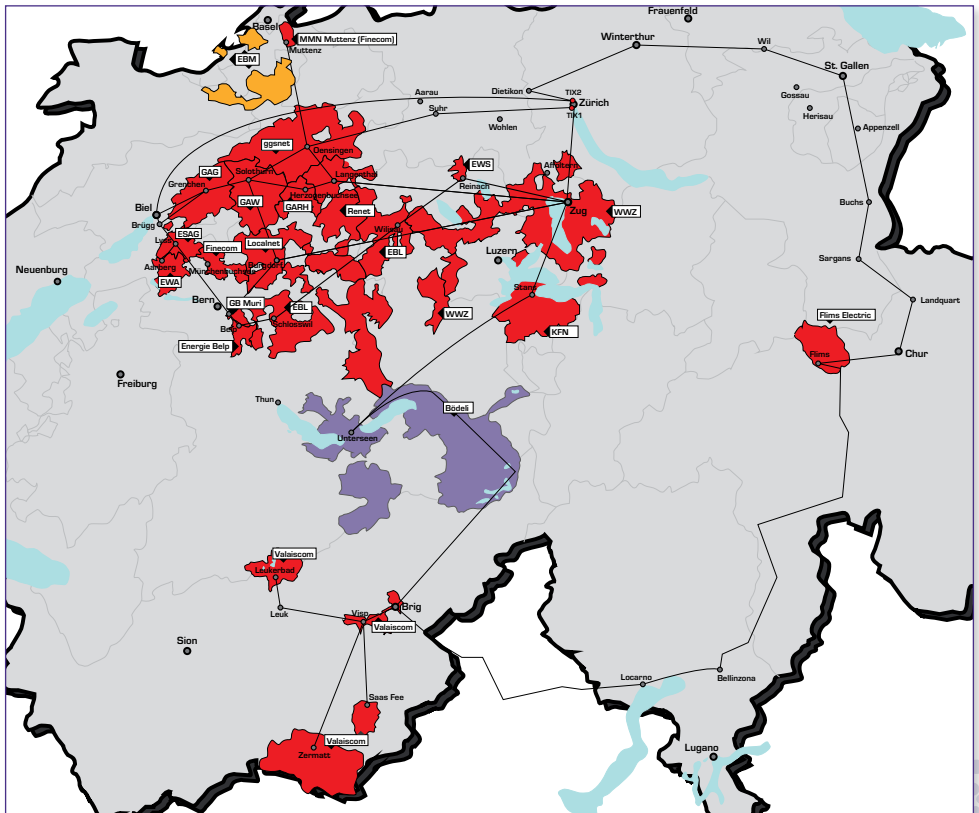 Frauenfeld
Basel
Winterthur
MMN Muttenz (Finecom)
Muttenz
Wil
EBM
St. Gallen
Aarau
Dietikon
TIX2
Zürich
TIX1
Gossau
Herisau
Suhr
Wohlen
Appenzell
ggsnet
Densingen
Affoltern
EWS
GAG
Solothurn
Langenthal
Reinach
Grenchen
Herzogenbuchsee
GAW
GARH
Renet
Zug
WWZ
Buchs
Biel
Brügg
ESAG
Willisau
Lyss
Finecom
Localnet
EBL
Luzern
Sargans
Aarberg
Münchenbuchsee
Burgdorf
Neuenburg
EWA
Stans
Landquart
Bern
GB Muri
EBL
WWZ
Flims Electric
Belp
Schlosswil
KFN
Energie Belp
Flims
Chur
Freiburg
Thun
Bödeli
Unterseen
Valaiscom
Leukerbad
Leuk
Visp
Brig
Valaiscom
Sion
Locarno
Bellinzona
Saas Fee
Valaiscom
Zermatt
Lugano